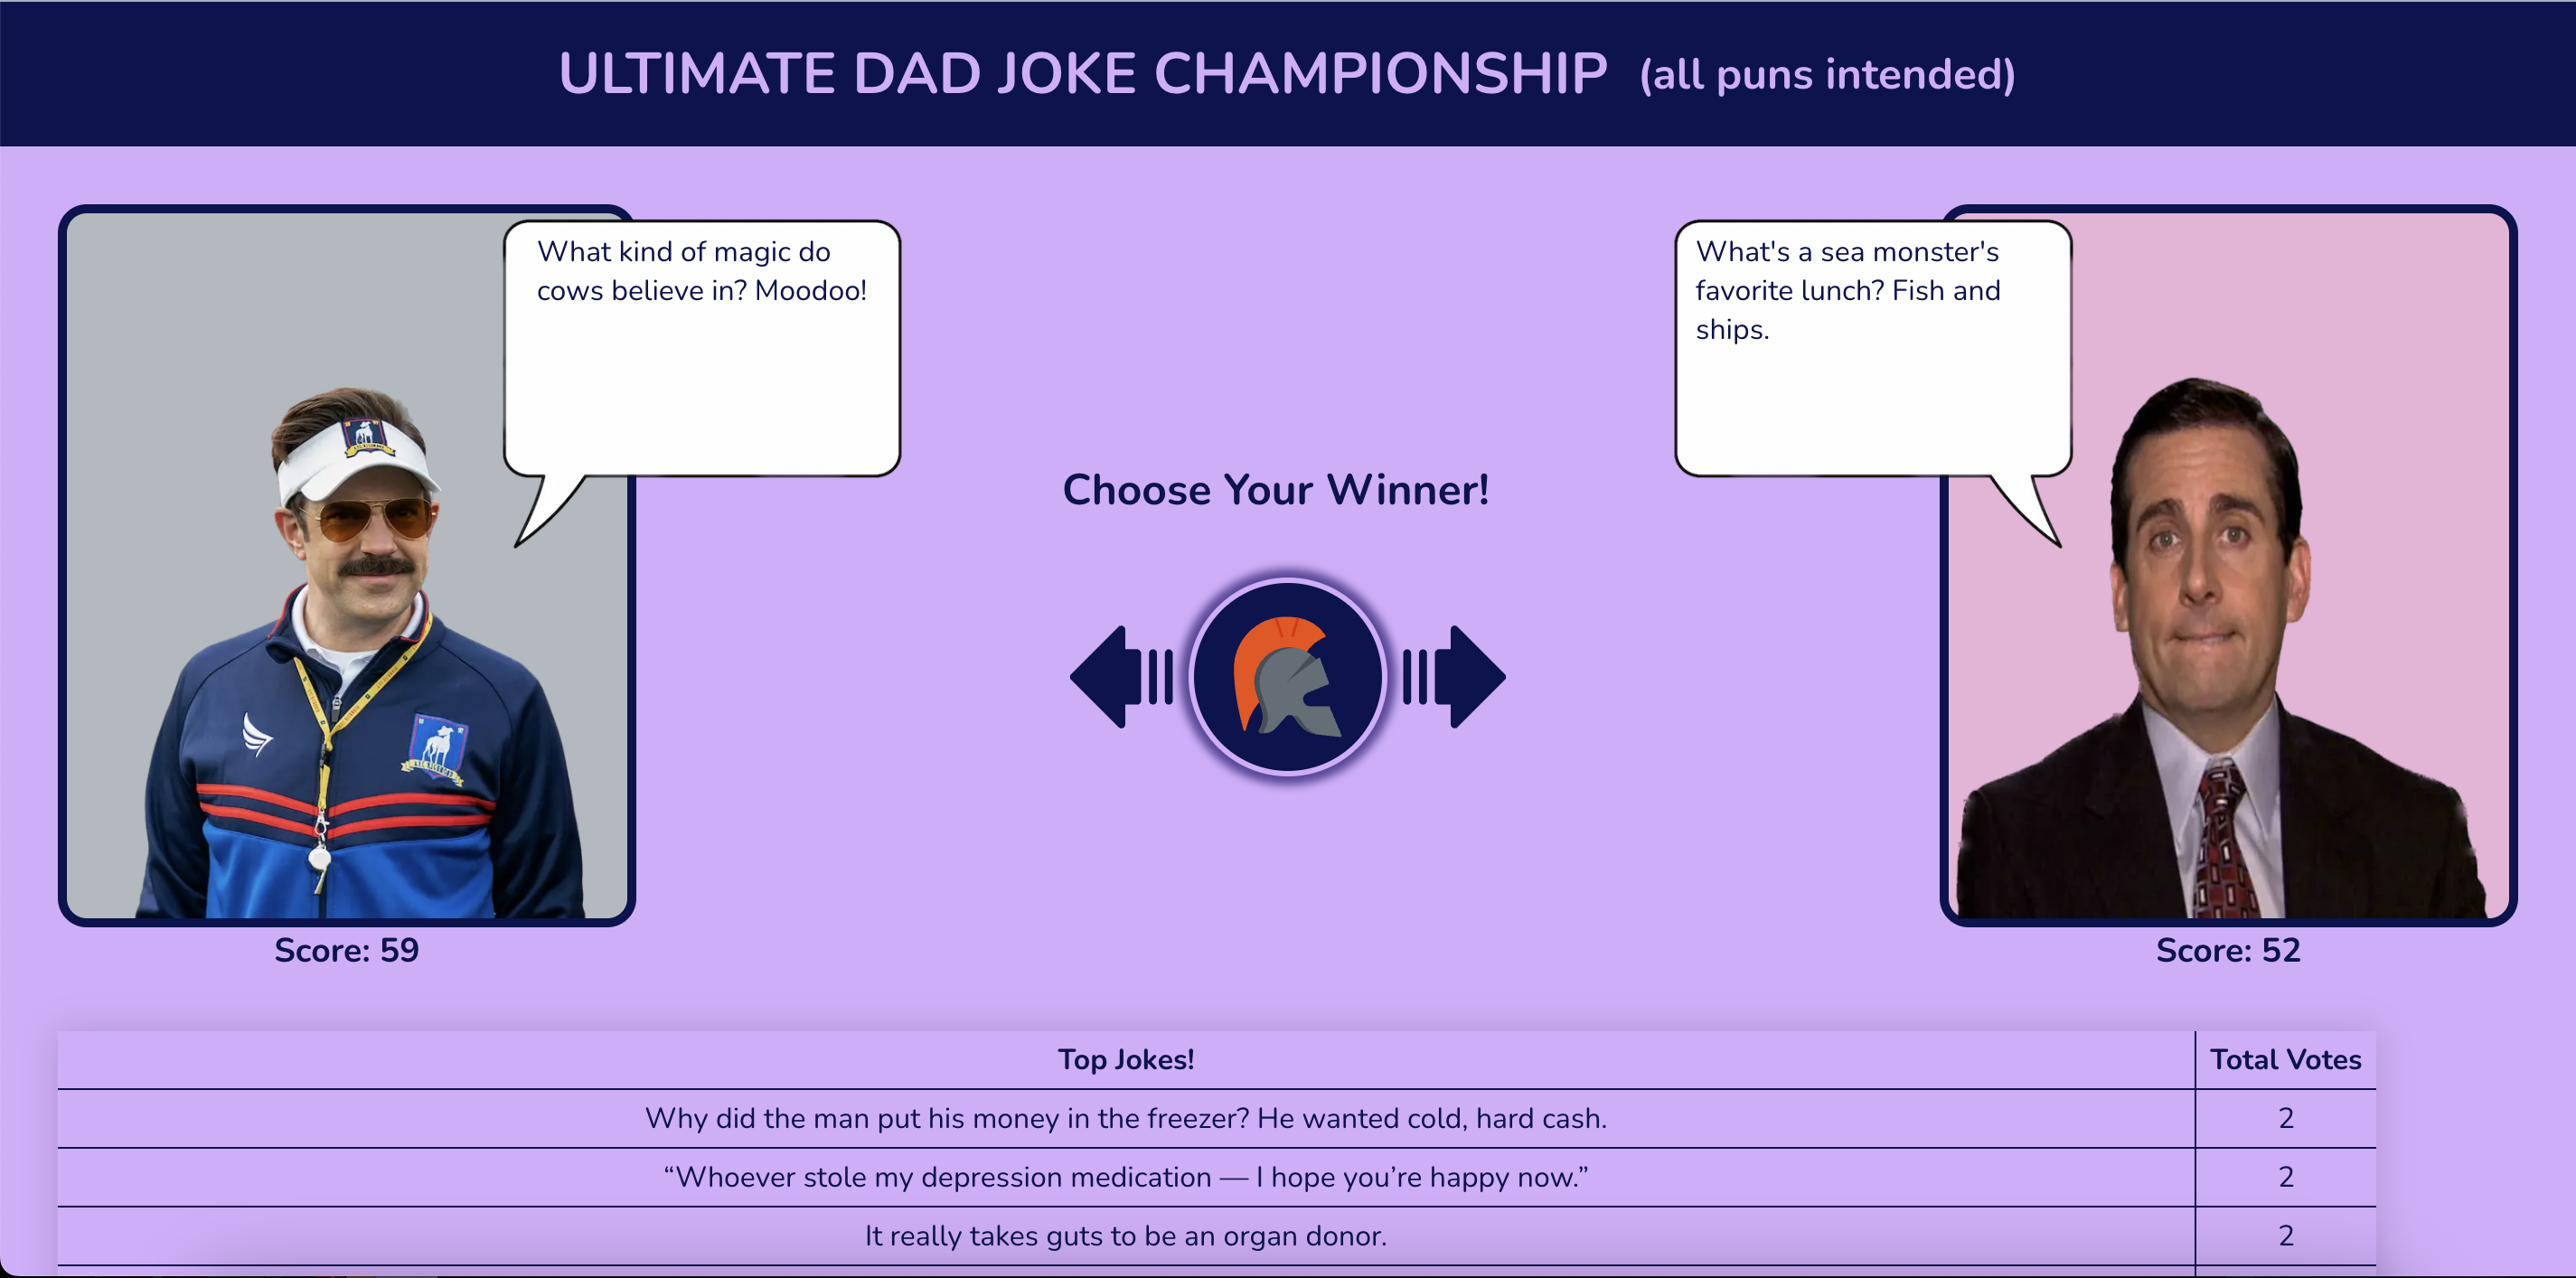 ULTIMATE DAD JOKE CHAMPIONSHIP (all puns intended)
What kind of magic do
cows believe in? Moodoo!
What's a sea monster's
favorite lunch? Fish and
ships.
Choose Your Winner!
Score: 59
Score: 52
Top Jokes! Total Votes
Why did the man put his money in the freezer? He wanted cold, hard cash. 2
“Whoever stole my depression medication — I hope you’re happy now.” 2
It really takes guts to be an organ donor. 2